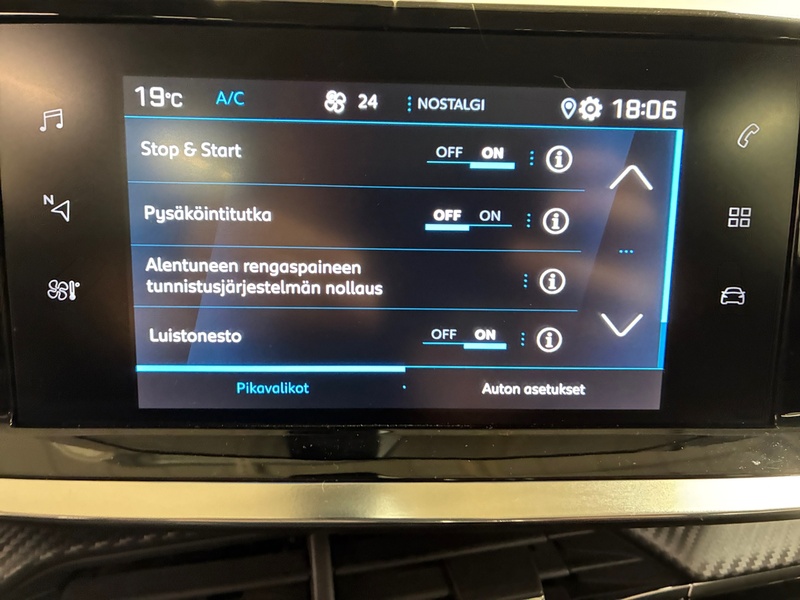 19°C A/C 24 NOSTALGI 18:06
Stop & Start OFF ON i
N
Pysäköintitutka OFF ON i
Alentuneen rengaspaineen
tunnistusjärjestelmän nollaus i
Luistonesto OFF ON i
Pikavalikot Auton asetukset